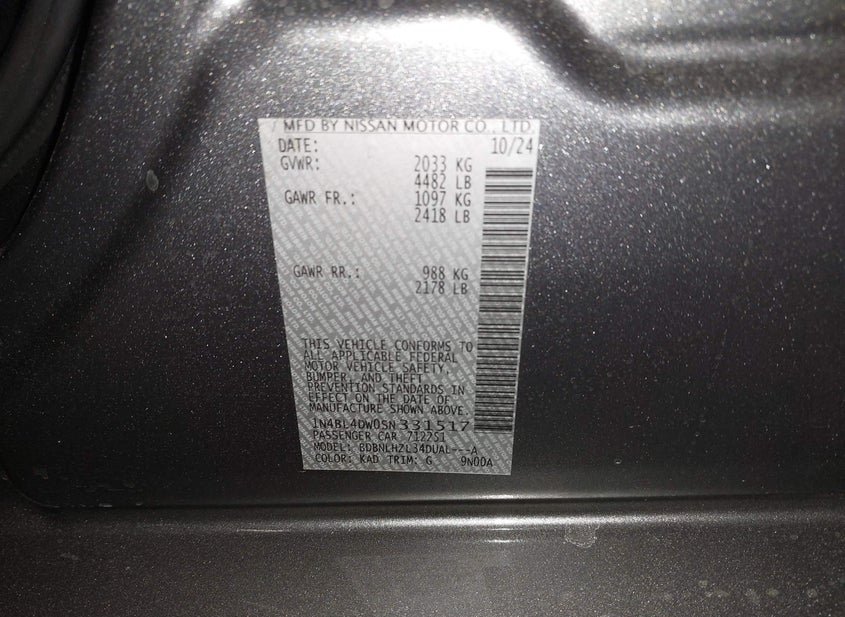 MFD BY NISSAN MOTOR CO., LTD.
DATE: 10/24
GVWR: 2033 KG
4482 LB
GAWR FR.: 1097 KG
2418 LB
GAWR RR.: 988 KG
2178 LB
THIS VEHICLE CONFORMS TO
ALL APPLICABLE FEDERAL
MOTOR VEHICLE SAFETY,
BUMPER, AND THEFT
PREVENTION STANDARDS IN
EFFECT ON THE DATE OF
MANUFACTURE SHOWN ABOVE.
1N4BL4DW0SN331517
PASSENGER CAR 7122S1
MODEL: BDBNLHZL34DUAL---A
COLOR: KAD TRIM: G 9N00A